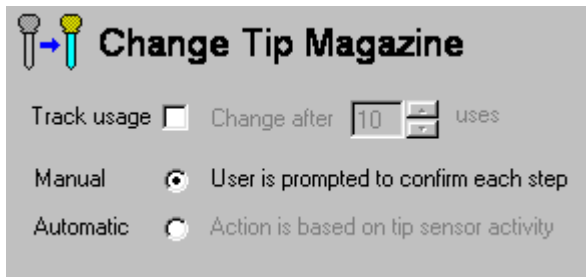 Change Tip Magazine
Track usage Change after 10 uses
Manual User is prompted to confirm each step
Automatic Action is based on tip sensor activity